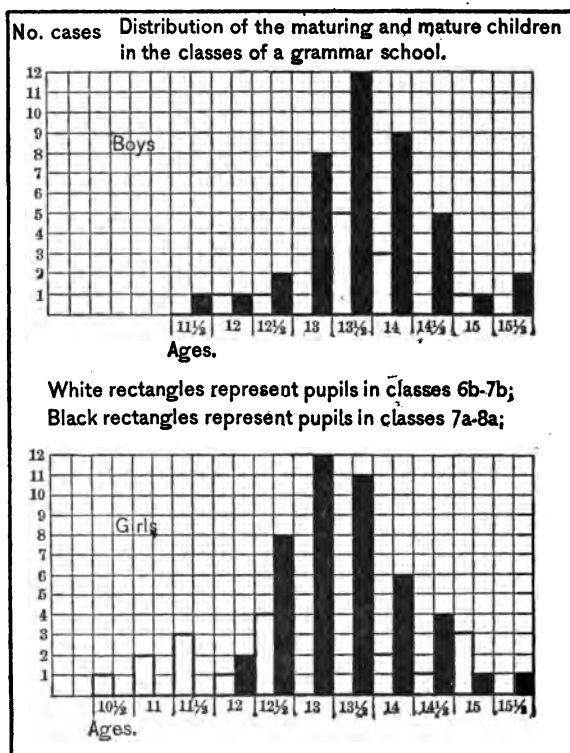 No. cases Distribution of the maturing and mature children
in the classes of a grammar school.
12
11
10
9
8
7
6
5
4
3
2
1
Boys
11½ 12 12½ 13 13½ 14 14½ 15 15½
Ages.
White rectangles represent pupils in classes 6b-7b;
Black rectangles represent pupils in classes 7a-8a;
12
11
10
9
8
7
6
5
4
3
2
1
Girls
10½ 11 11½ 12 12½ 13 13½ 14 14½ 15 15½
Ages.